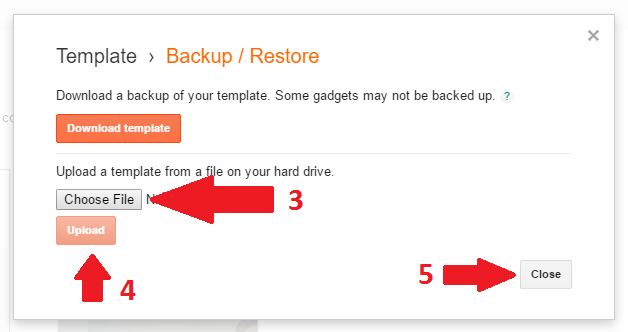 ×
Template › Backup / Restore
Download a backup of your template. Some gadgets may not be backed up. ?
Download template
Upload a template from a file on your hard drive.
Choose File
3
Upload
4
5
Close